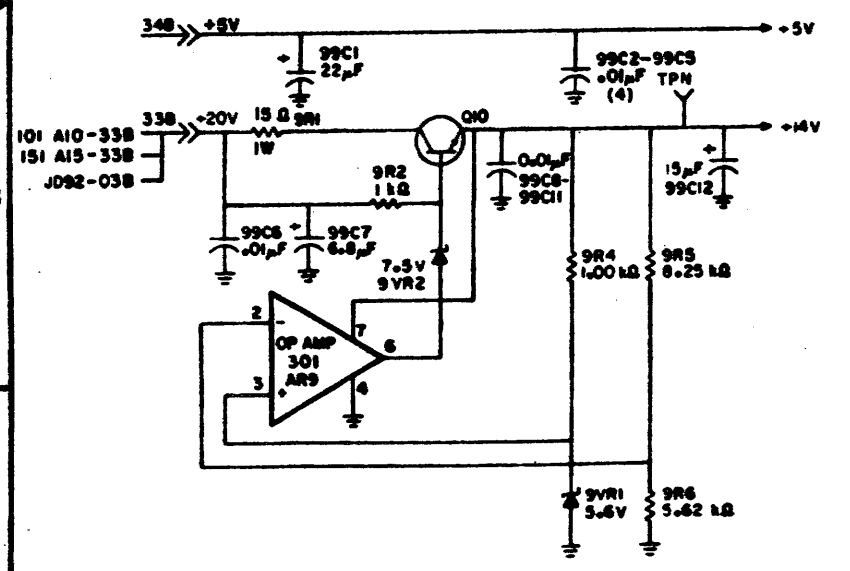 34B +5V
+5V
+ 99C1
22µF
99C2-99C5
.01µF
(4)
TPN
33B +20V
15 Ω 9R1
1W
Q10
+14V
101 A10-33B
151 A15-33B
JD92-03B
0.01µF
99C8-
99C11
+
15µF
99C12
9R2
1 kΩ
99C6
.01µF
+ 99C7
6.8µF
7.5V
9VR2
9R4
1.00 kΩ
9R5
8.25 kΩ
2
-
7
OP AMP
301
AR9
6
3
+
4
9VR1
5.6V
9R6
5.62 kΩ